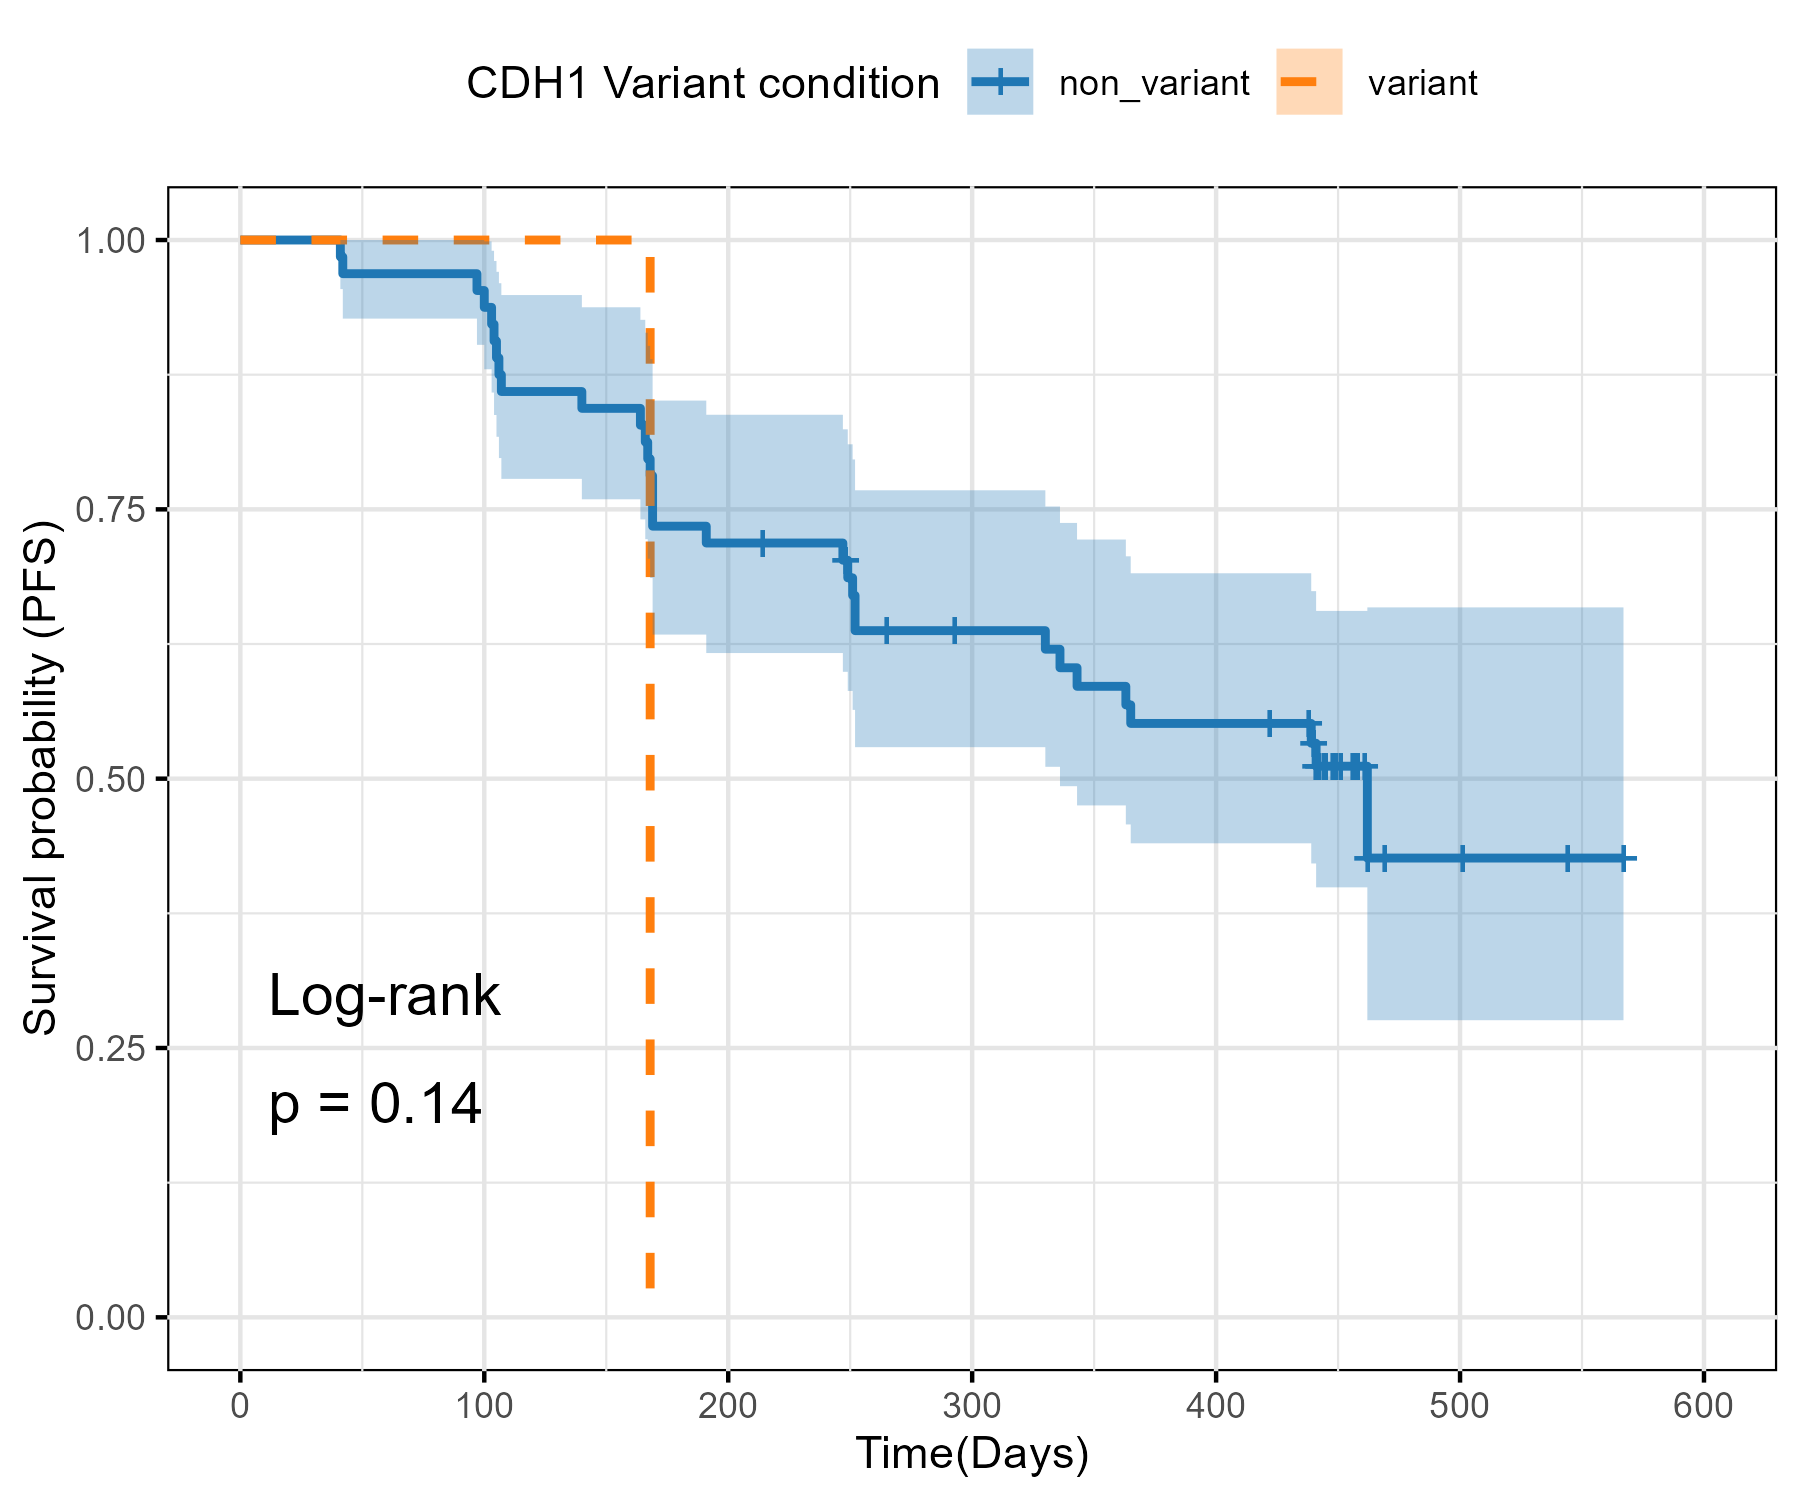 CDH1 Variant condition non_variant variant
Survival probability (PFS)
1.00
0.75
0.50
0.25
0.00
Log-rank
p = 0.14
0 100 200 300 400 500 600
Time(Days)